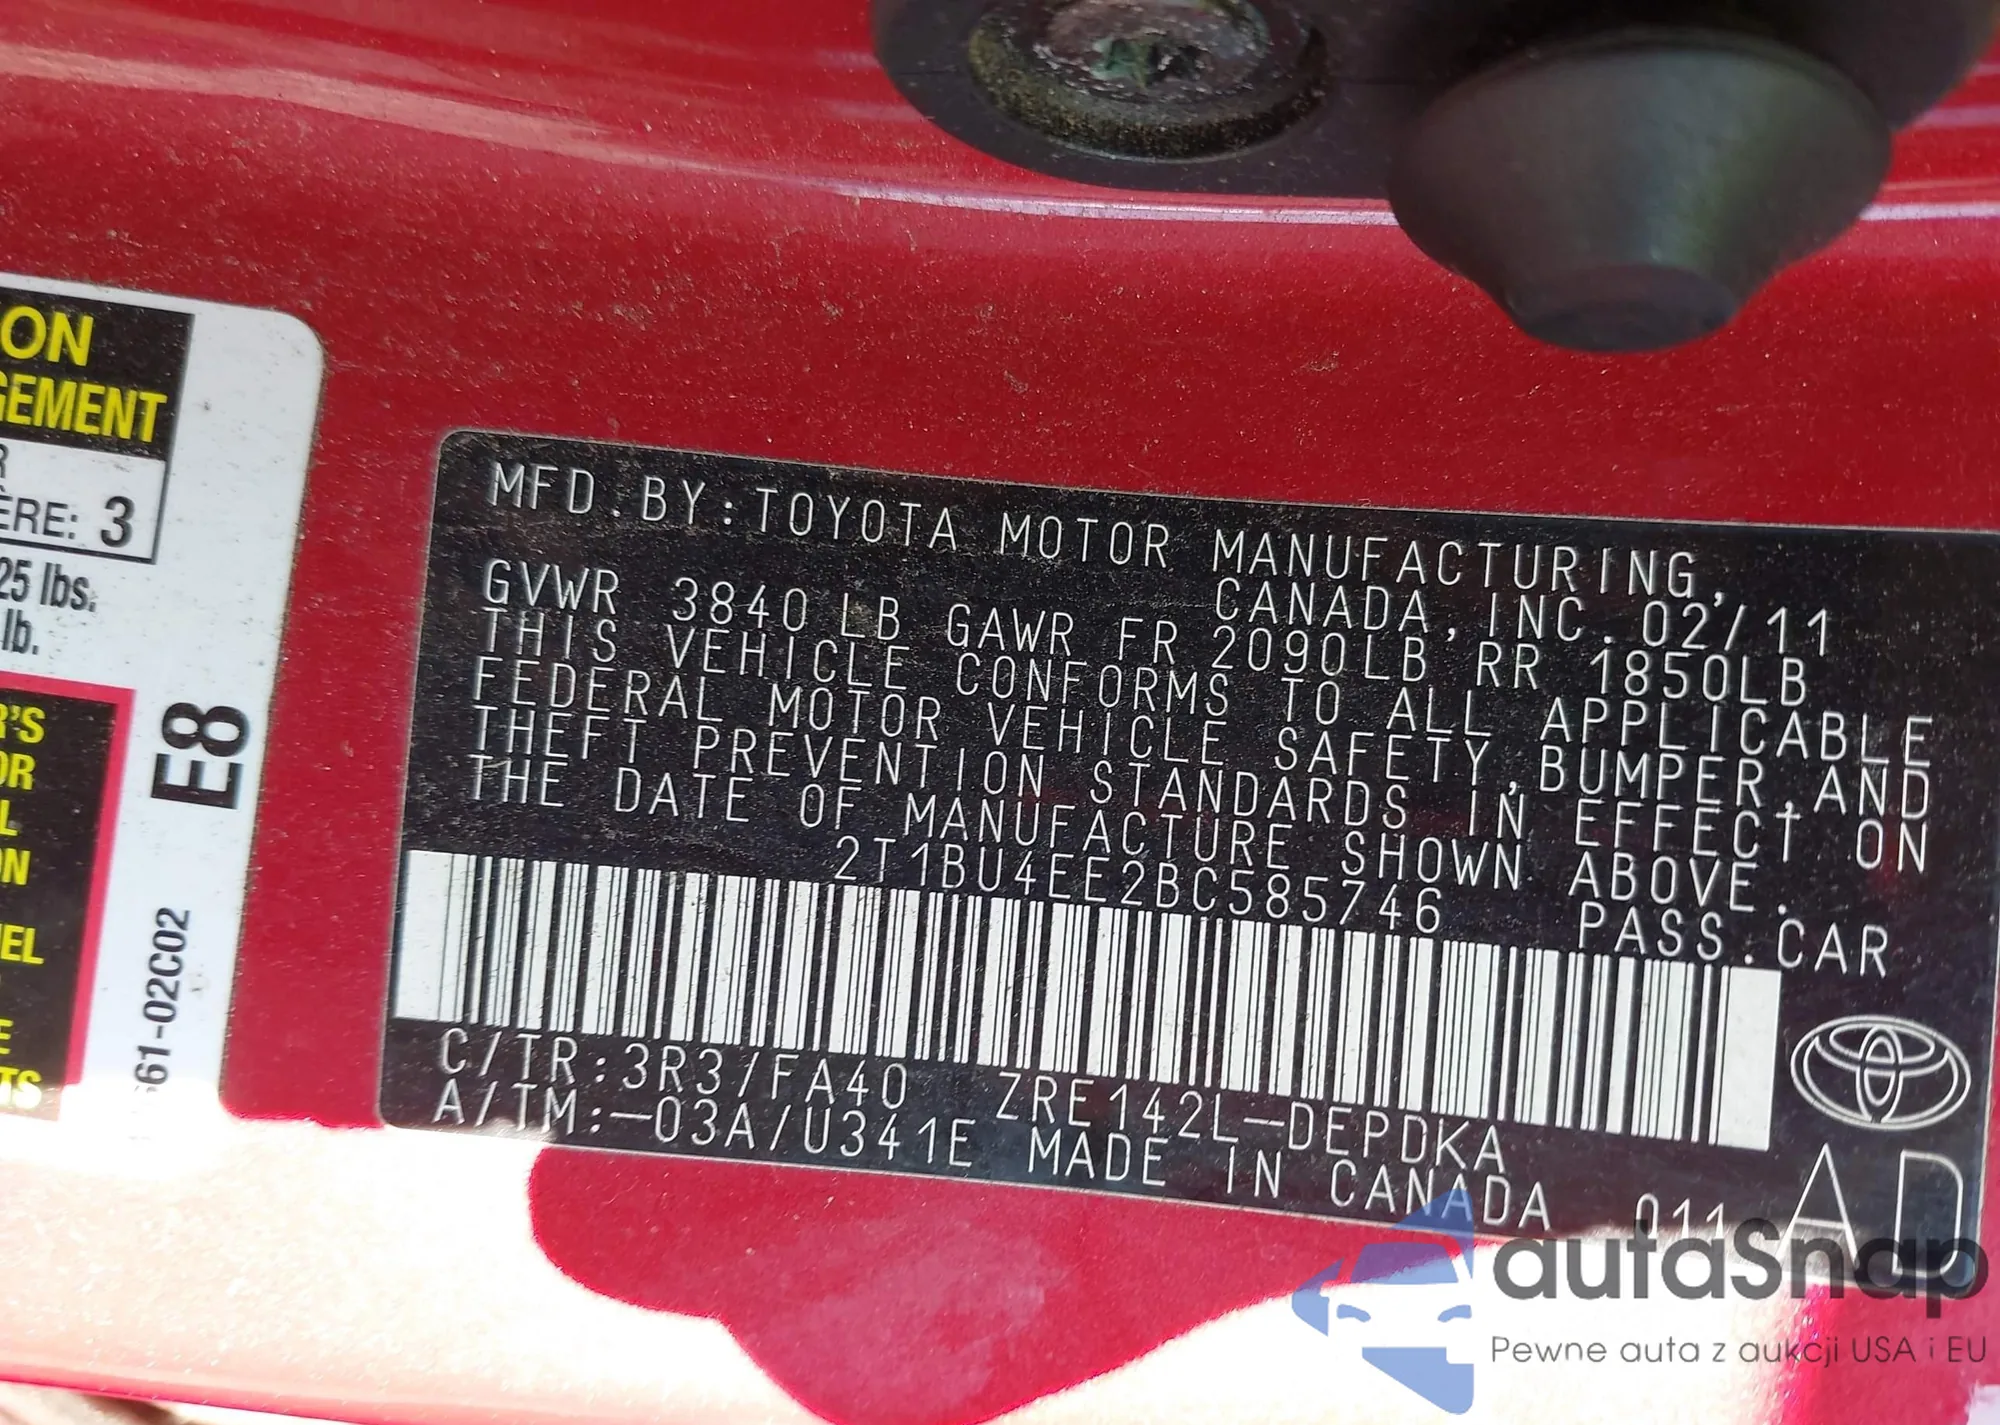 ON
GEMENT
R
ÈRE: 3
25 lbs.
lb.
R'S
OR
L
ON
EL
E
TS
E8
61-02C02
MFD.BY:TOYOTA MOTOR MANUFACTURING,
CANADA, INC. 02/11
GVWR 3840 LB GAWR FR 2090LB RR 1850LB
THIS VEHICLE CONFORMS TO ALL APPLICABLE
FEDERAL MOTOR VEHICLE SAFETY,BUMPER,AND
THEFT PREVENTION STANDARDS IN EFFECT ON
THE DATE OF MANUFACTURE SHOWN ABOVE.
2T1BU4EE2BC585746 PASS.CAR
C/TR:3R3/FA40 ZRE142L-DEPDKA
A/TM:-03A/U341E MADE IN CANADA 011
AD
autaSnap
Pewne auta z aukcji USA i EU